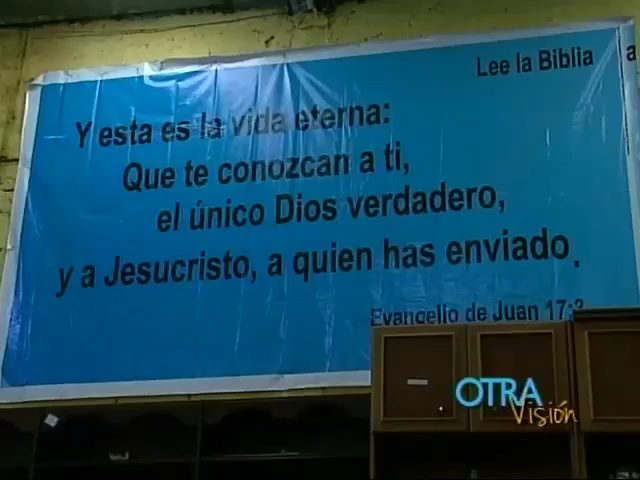 Lee la Biblia a
Y esta es la vida eterna:
Que te conozcan a ti,
el único Dios verdadero,
y a Jesucristo, a quien has enviado.
Evangelio de Juan 17:3
OTRA
Visión